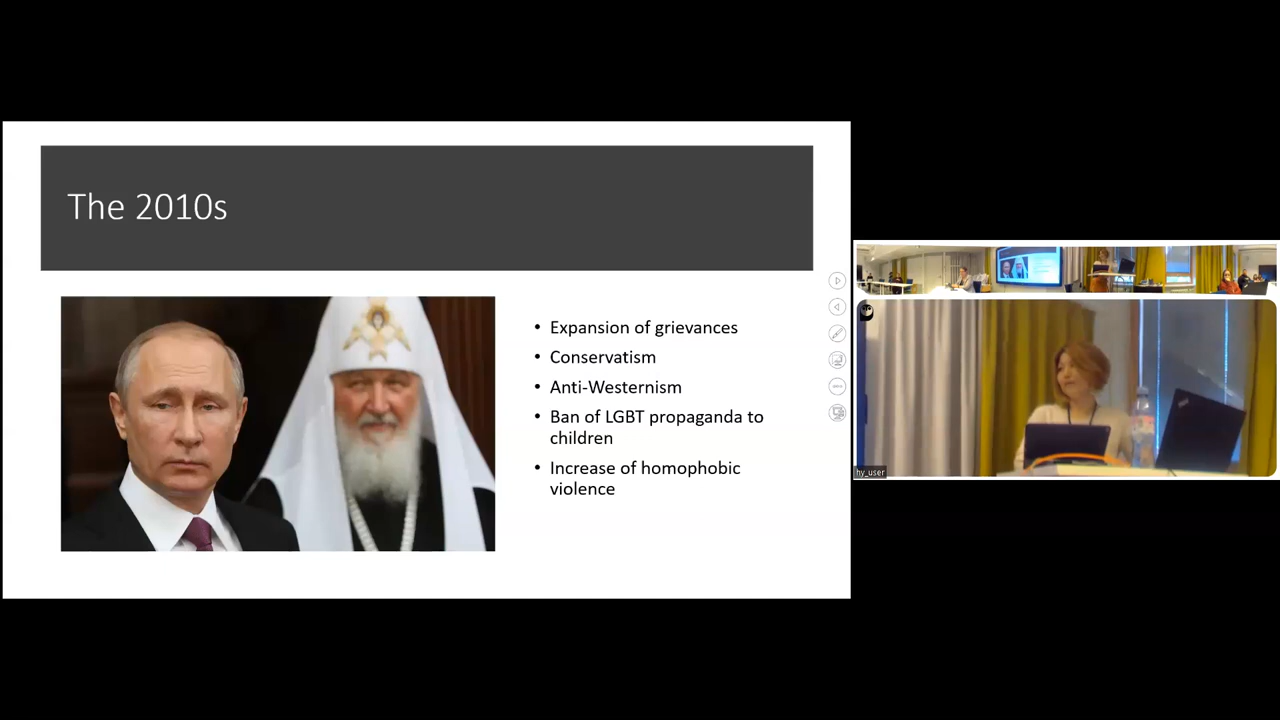 The 2010s
• Expansion of grievances
• Conservatism
• Anti-Westernism
• Ban of LGBT propaganda to
children
• Increase of homophobic
violence
hy_user